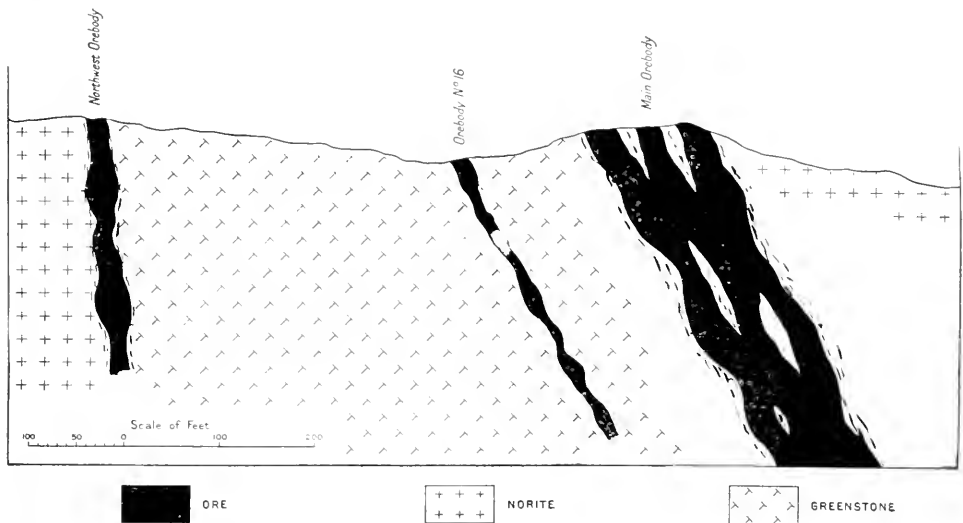 Northwest Orebody
Orebody Nº 16
Main Orebody
Scale of Feet
100 50 0 100 200
ORE
NORITE
GREENSTONE